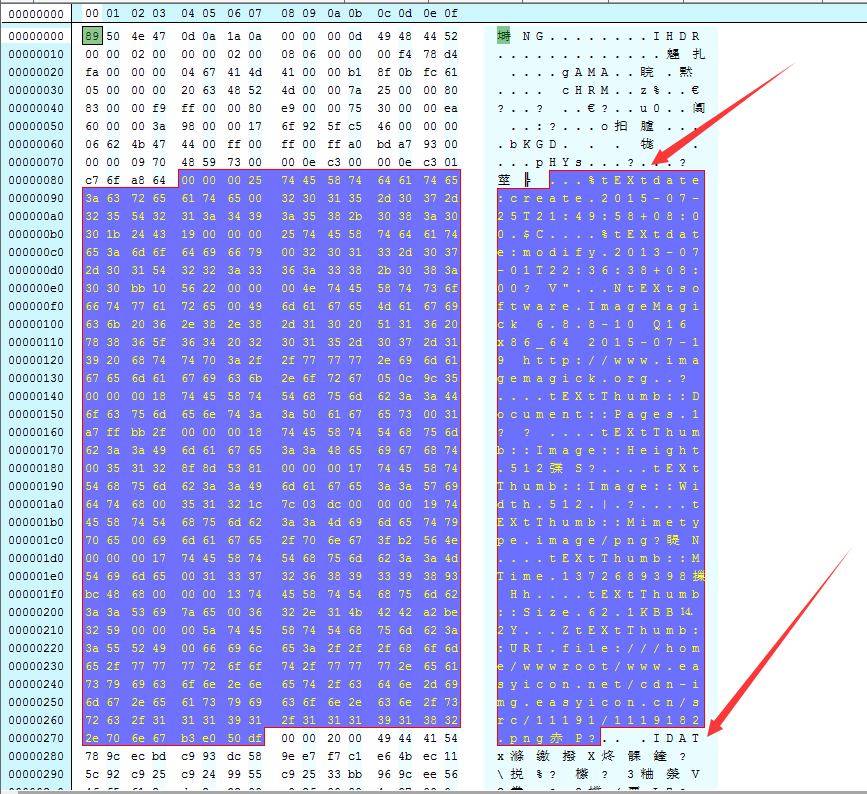 00000000 00 01 02 03 04 05 06 07 08 09 0a 0b 0c 0d 0e 0f
00000000 89 50 4e 47 0d 0a 1a 0a 00 00 00 0d 49 48 44 52 NG........IHDR
00000010 00 00 02 00 00 00 02 00 08 06 00 00 00 f4 78 d4
00000020 fa 00 00 00 04 67 41 4d 41 00 00 b1 8f 0b fc 61 .....gAMA..睆.黙
00000030 05 00 00 00 20 63 48 52 4d 00 00 7a 25 00 00 80 .... cHRM..z%..€
00000040 83 00 00 f9 ff 00 00 80 e9 00 00 75 30 00 00 ea ?..? ..€?..u0..
00000050 60 00 00 3a 98 00 00 17 6f 92 5f c5 46 00 00 00
00000060 06 62 4b 47 44 00 ff 00 ff 00 ff a0 bd a7 93 00 .bKGD.
00000070 00 00 09 70 48 59 73 00 00 0e c3 00 00 0e c3 01 ...pHYs...?...?
00000080 c7 6f a8 64 00 00 00 25 74 45 58 74 64 61 74 65 ...%tEXtdate
00000090 3a 63 72 65 61 74 65 00 32 30 31 35 2d 30 37 2d :create.2015-07-
000000a0 32 35 54 32 31 3a 34 39 3a 35 38 2b 30 38 3a 30 25T21:49:58+08:0
000000b0 30 1b 24 43 19 00 00 00 25 74 45 58 74 64 61 74 0.$C....%tEXtdat
000000c0 65 3a 6d 6f 64 69 66 79 00 32 30 31 33 2d 30 37 e:modify.2013-07
000000d0 2d 30 31 54 32 32 3a 33 36 3a 33 38 2b 30 38 3a -01T22:36:38+08:
000000e0 30 30 bb 10 56 22 00 00 00 4e 74 45 58 74 73 6f 00? V"...NtEXtso
000000f0 66 74 77 61 72 65 00 49 6d 61 67 65 4d 61 67 69 ftware.ImageMagi
00000100 63 6b 20 36 2e 38 2e 38 2d 31 30 20 51 31 36 20 ck 6.8.8-10 Q16
00000110 78 38 36 5f 36 34 20 32 30 31 35 2d 30 37 2d 31 x86_64 2015-07-1
00000120 39 20 68 74 74 70 3a 2f 2f 77 77 77 2e 69 6d 61 9 http://www.ima
00000130 67 65 6d 61 67 69 63 6b 2e 6f 72 67 05 0c 9c 35 gemagick.org..?
00000140 00 00 00 18 74 45 58 74 54 68 75 6d 62 3a 3a 44 ....tEXtThumb::D
00000150 6f 63 75 6d 65 6e 74 3a 3a 50 61 67 65 73 00 31 ocument::Pages.1
00000160 a7 ff bb 2f 00 00 00 18 74 45 58 74 54 68 75 6d ? ? ....tEXtThum
00000170 62 3a 3a 49 6d 61 67 65 3a 3a 48 65 69 67 68 74 b::Image::Height
00000180 00 35 31 32 8f 8d 53 81 00 00 00 17 74 45 58 74 .512 S?....tEXt
00000190 54 68 75 6d 62 3a 3a 49 6d 61 67 65 3a 3a 57 69 Thumb::Image::Wi
000001a0 64 74 68 00 35 31 32 1c 7c 03 dc 00 00 00 19 74 dth.512.|.?....t
000001b0 45 58 74 54 68 75 6d 62 3a 3a 4d 69 6d 65 74 79 EXtThumb::Mimety
000001c0 70 65 00 69 6d 61 67 65 2f 70 6e 67 3f b2 56 4e pe.image/png? N
000001d0 00 00 00 17 74 45 58 74 54 68 75 6d 62 3a 3a 4d ....tEXtThumb::M
000001e0 54 69 6d 65 00 31 33 37 32 36 38 39 33 39 38 93 Time.1372689398
000001f0 bc 48 68 00 00 00 13 74 45 58 74 54 68 75 6d 62 Hh....tEXtThumb
00000200 3a 3a 53 69 7a 65 00 36 32 2e 31 4b 42 42 a2 be ::Size.62.1KBB
00000210 32 59 00 00 00 5a 74 45 58 74 54 68 75 6d 62 3a 2Y...ZtEXtThumb:
00000220 3a 55 52 49 00 66 69 6c 65 3a 2f 2f 2f 68 6f 6d :URI.file:///hom
00000230 65 2f 77 77 77 72 6f 6f 74 2f 77 77 77 2e 65 61 e/wwwroot/www.ea
00000240 73 79 69 63 6f 6e 2e 6e 65 74 2f 63 64 6e 2d 69 syicon.net/cdn-i
00000250 6d 67 2e 65 61 73 79 69 63 6f 6e 2e 63 6e 2f 73 mg.easyicon.cn/s
00000260 72 63 2f 31 31 31 39 31 2f 31 31 31 39 31 38 32 rc/11191/1119182
00000270 2e 70 6e 67 b3 e0 50 df 00 00 20 00 49 44 41 54 .png赤 P?.. .IDAT
00000280 78 9c ec bd c9 93 dc 58 9e e7 f7 c1 e6 4b ec 11
00000290 5c 92 c9 25 c9 24 99 55 c9 25 33 bb 96 9c ee 56